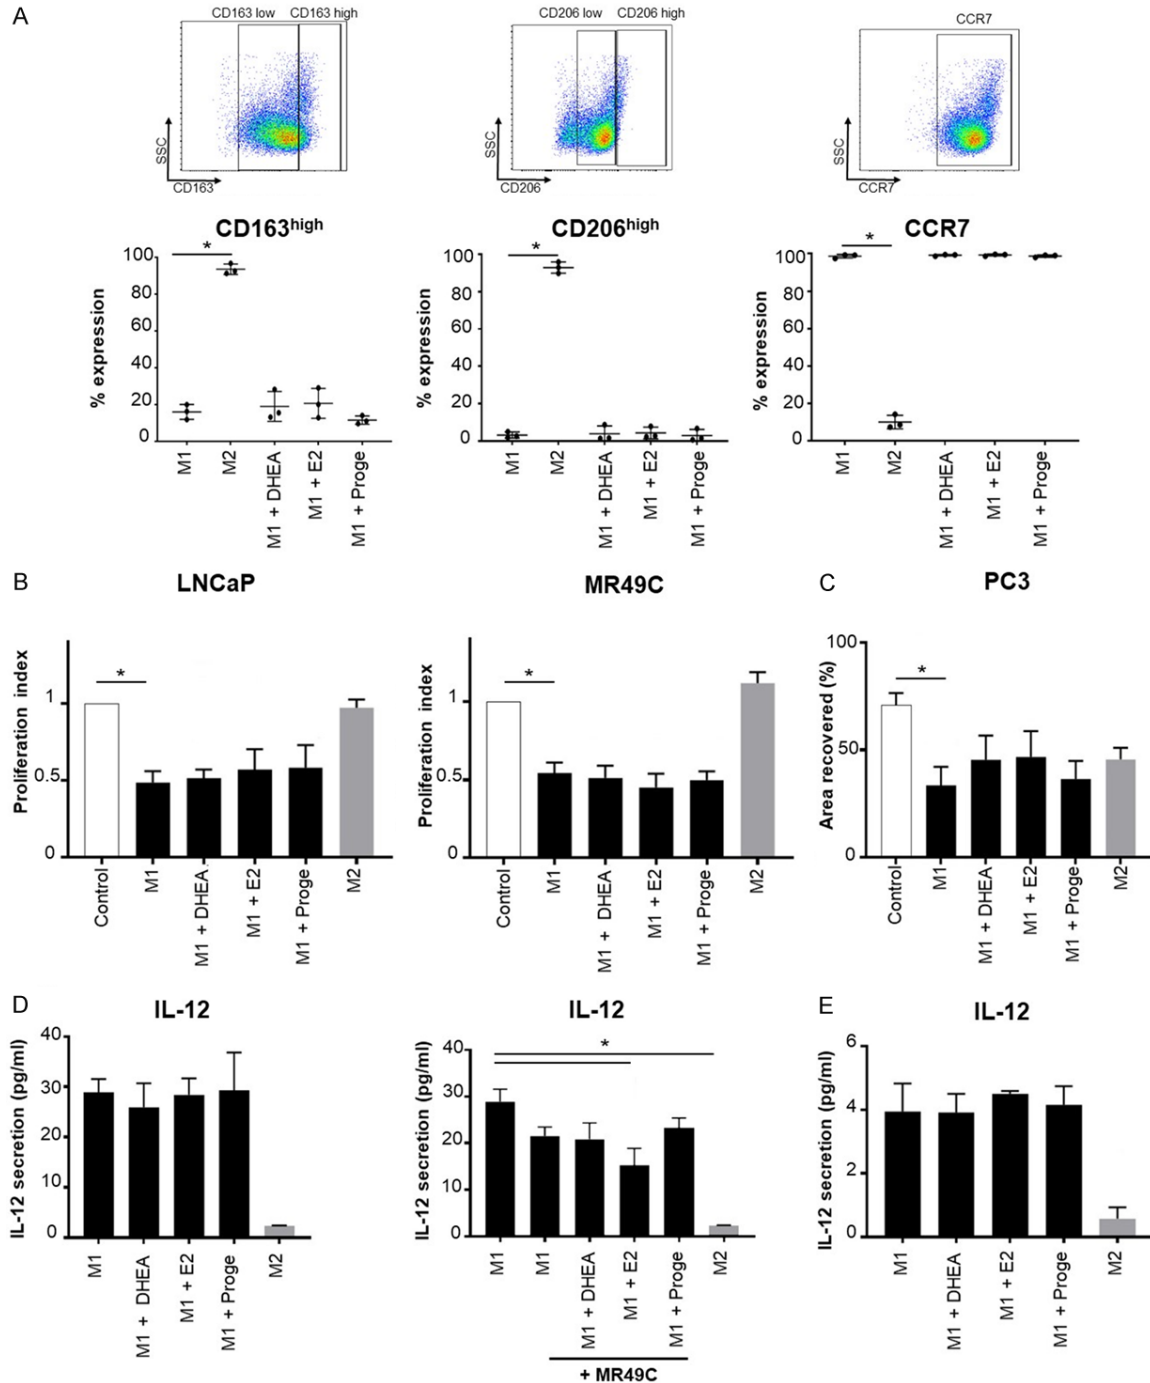 A
CD163 low CD163 high
SSC
CD163
CD206 low CD206 high
SSC
CD206
CCR7
SSC
CCR7
CD163high
*
% expression
100
80
60
40
20
0
M1
M2
M1 + DHEA
M1 + E2
M1 + Proge
CD206high
*
% expression
100
80
60
40
20
0
M1
M2
M1 + DHEA
M1 + E2
M1 + Proge
CCR7
*
% expression
100
80
60
40
20
0
M1
M2
M1 + DHEA
M1 + E2
M1 + Proge
B
LNCaP
*
Proliferation index
1
0.5
0
Control
M1
M1 + DHEA
M1 + E2
M1 + Proge
M2
MR49C
*
Proliferation index
1
0.5
0
Control
M1
M1 + DHEA
M1 + E2
M1 + Proge
M2
C
PC3
*
Area recovered (%)
100
50
0
Control
M1
M1 + DHEA
M1 + E2
M1 + Proge
M2
D
IL-12
IL-12 secretion (pg/ml)
40
30
20
10
0
M1
M1 + DHEA
M1 + E2
M1 + Proge
M2
IL-12
*
IL-12 secretion (pg/ml)
40
30
20
10
0
M1
M1
M1 + DHEA
M1 + E2
M1 + Proge
M2
+ MR49C
E
IL-12
IL-12 secretion (pg/ml)
6
4
2
0
M1
M1 + DHEA
M1 + E2
M1 + Proge
M2